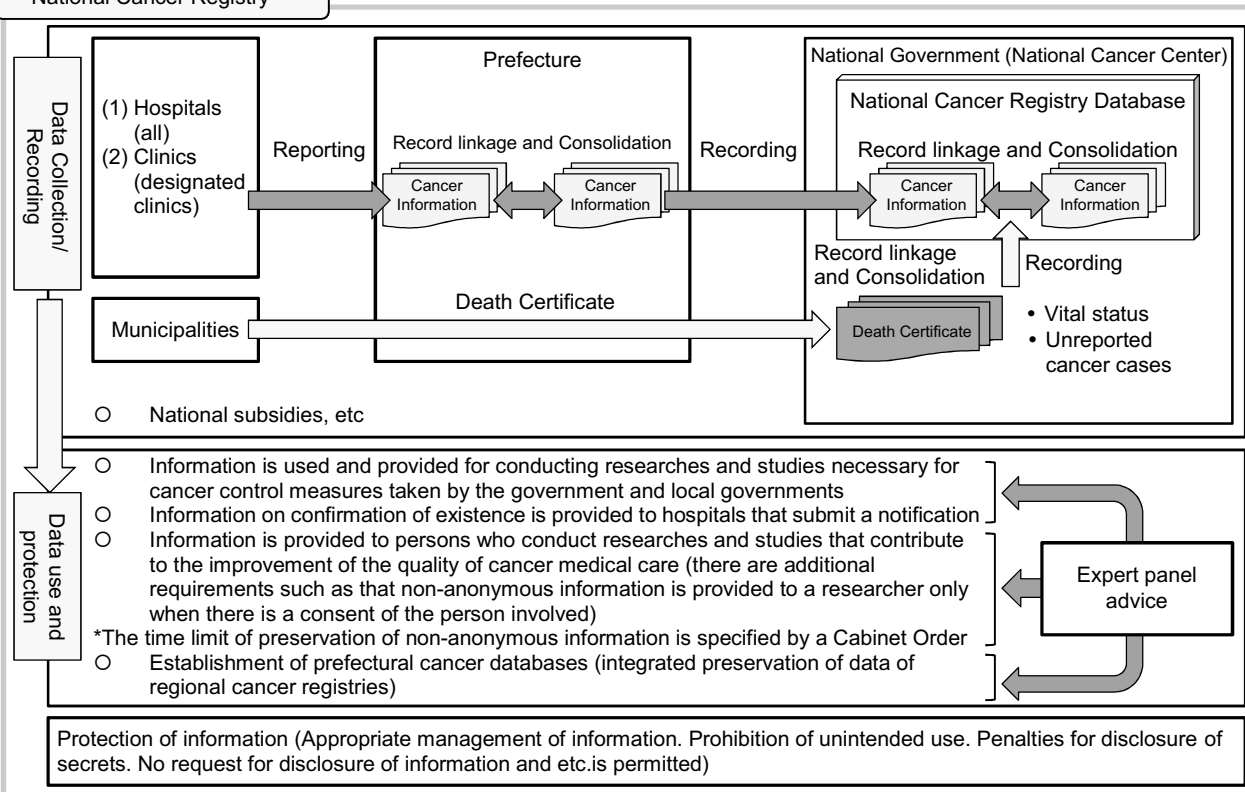 National Cancer Registry
Data Collection/
Recording
(1) Hospitals
(all)
(2) Clinics
(designated
clinics)
Reporting
Prefecture
Record linkage and Consolidation
Cancer
Information
Cancer
Information
Recording
National Government (National Cancer Center)
National Cancer Registry Database
Record linkage and Consolidation
Cancer
Information
Cancer
Information
Record linkage
and Consolidation
Recording
Municipalities
Death Certificate
Death Certificate
• Vital status
• Unreported
cancer cases
○ National subsidies, etc
Data use and
protection
○ Information is used and provided for conducting researches and studies necessary for
cancer control measures taken by the government and local governments
○ Information on confirmation of existence is provided to hospitals that submit a notification
○ Information is provided to persons who conduct researches and studies that contribute
to the improvement of the quality of cancer medical care (there are additional
requirements such as that non-anonymous information is provided to a researcher only
when there is a consent of the person involved)
*The time limit of preservation of non-anonymous information is specified by a Cabinet Order
○ Establishment of prefectural cancer databases (integrated preservation of data of
regional cancer registries)
Expert panel
advice
Protection of information (Appropriate management of information. Prohibition of unintended use. Penalties for disclosure of
secrets. No request for disclosure of information and etc.is permitted)